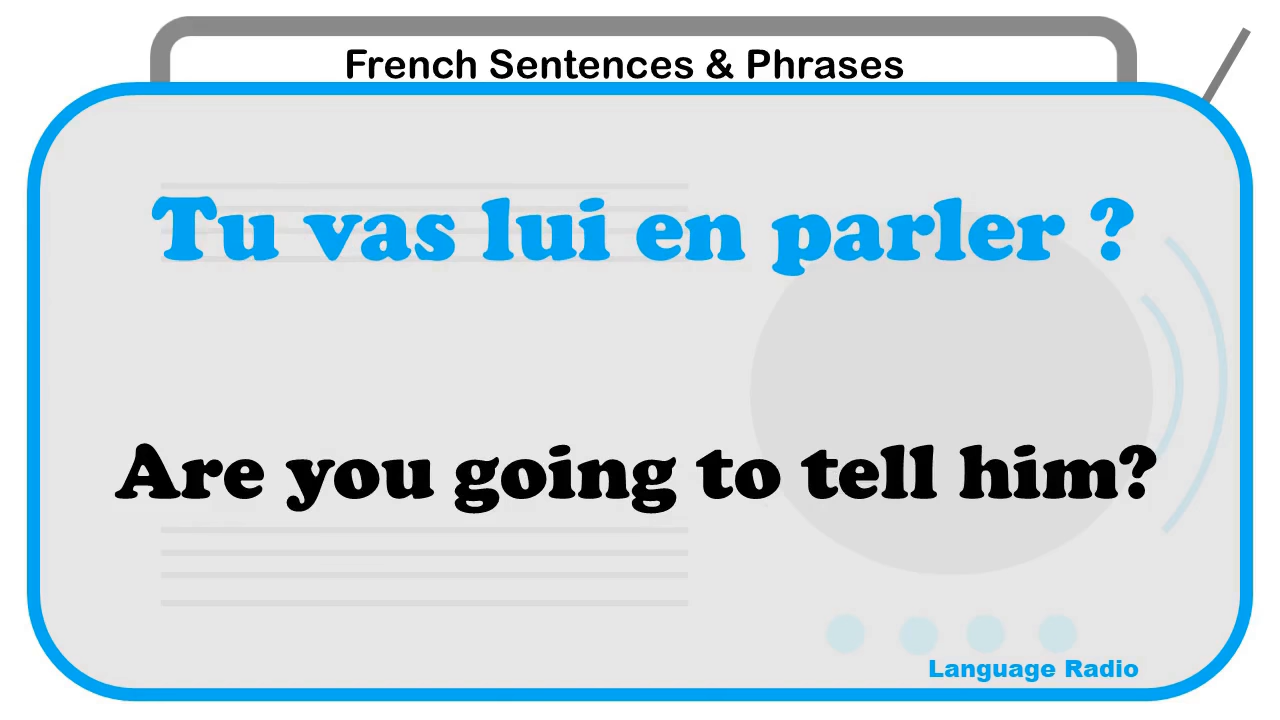 French Sentences & Phrases
Tu vas lui en parler ?
Are you going to tell him?
Language Radio